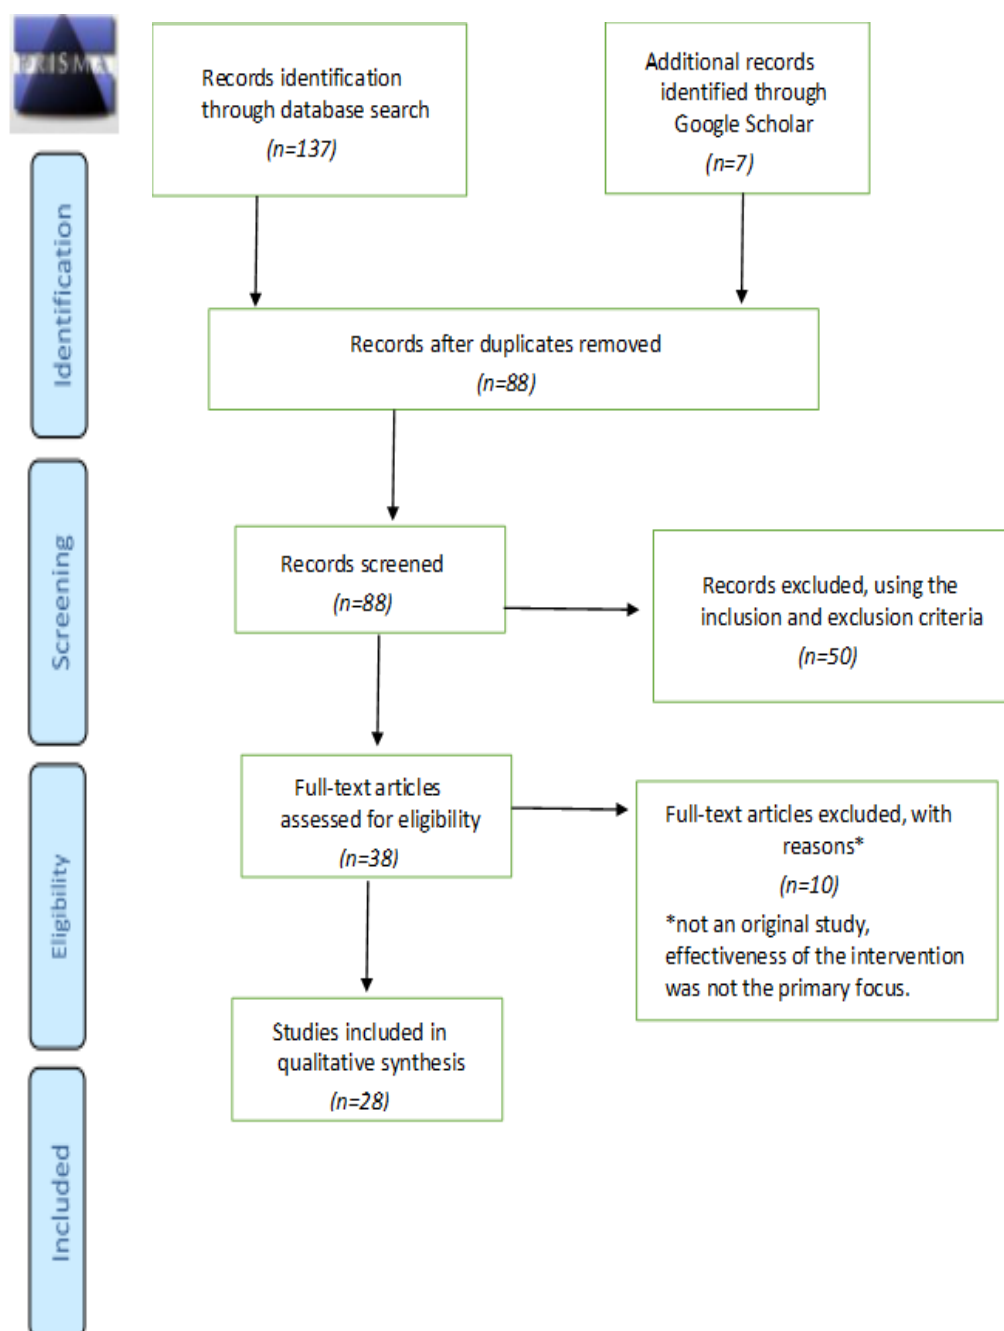 PRISMA
Records identification
through database search
(n=137)
Additional records
identified through
Google Scholar
(n=7)
Identification
Records after duplicates removed
(n=88)
Screening
Records screened
(n=88)
Records excluded, using the
inclusion and exclusion criteria
(n=50)
Eligibility
Full-text articles
assessed for eligibility
(n=38)
Full-text articles excluded, with
reasons*
(n=10)
*not an original study,
effectiveness of the intervention
was not the primary focus.
Studies included in
qualitative synthesis
(n=28)
Included